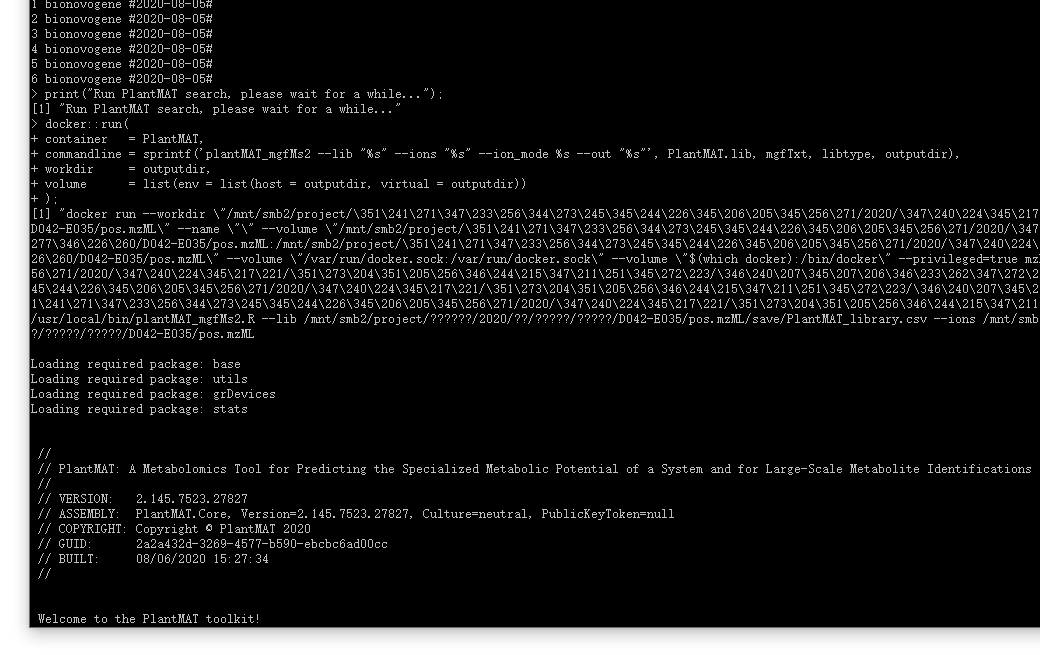 1 bionovogene #2020-08-05#
2 bionovogene #2020-08-05#
3 bionovogene #2020-08-05#
4 bionovogene #2020-08-05#
5 bionovogene #2020-08-05#
6 bionovogene #2020-08-05#
> print("Run PlantMAT search, please wait for a while...");
[1] "Run PlantMAT search, please wait for a while..."
> docker::run(
+ container   = PlantMAT,
+ commandline = sprintf('plantMAT_mgfMs2 --lib "%s" --ions "%s" --ion_mode %s --out "%s"', PlantMAT.lib, mgfTxt, libtype, outputdir),
+ workdir     = outputdir,
+ volume      = list(env = list(host = outputdir, virtual = outputdir))
+ );
[1] "docker run --workdir \"/mnt/smb2/project/\351\241\271\347\233\256\344\273\245\345\244\226\346\206\205\345\256\271/2020/\347\240\224\345\217
D042-E035/pos.mzML\" --name \"\" --volume \"/mnt/smb2/project/\351\241\271\347\233\256\344\273\245\345\244\226\346\206\205\345\256\271/2020/\347
277\346\226\260/D042-E035/pos.mzML:/mnt/smb2/project/\351\241\271\347\233\256\344\273\245\345\244\226\345\206\205\345\256\271/2020/\347\240\224
26\260/D042-E035/pos.mzML\" --volume \"/var/run/docker.sock:/var/run/docker.sock\" --volume \"$(which docker):/bin/docker\" --privileged=true mz
56\271/2020/\347\240\224\345\217\221/\351\273\204\351\205\256\346\244\215\347\211\251\345\272\223/\346\240\207\345\207\206\346\233\262\347\272\2
45\244\226\345\206\205\345\256\271/2020/\347\240\224\345\217\221/\351\273\204\351\205\256\346\244\215\347\211\251\345\272\223/\346\240\207\345\2
1\241\271\347\233\256\344\273\245\345\244\226\345\206\205\345\256\271/2020/\347\240\224\345\217\221/\351\273\204\351\205\256\346\244\215\347\211
/usr/local/bin/plantMAT_mgfMs2.R --lib /mnt/smb2/project/??????/2020/??/?????/?????/D042-E035/pos.mzML/save/PlantMAT_library.csv --ions /mnt/smb
?/?????/?????/D042-E035/pos.mzML
Loading required package: base
Loading required package: utils
Loading required package: grDevices
Loading required package: stats
//
// PlantMAT: A Metabolomics Tool for Predicting the Specialized Metabolic Potential of a System and for Large-Scale Metabolite Identifications
//
// VERSION:   2.145.7523.27827
// ASSEMBLY:  PlantMAT.Core, Version=2.145.7523.27827, Culture=neutral, PublicKeyToken=null
// COPYRIGHT: Copyright © PlantMAT 2020
// GUID:      2a2a432d-3269-4577-b590-ebcbc6ad00cc
// BUILT:     08/06/2020 15:27:34
//
Welcome to the PlantMAT toolkit!